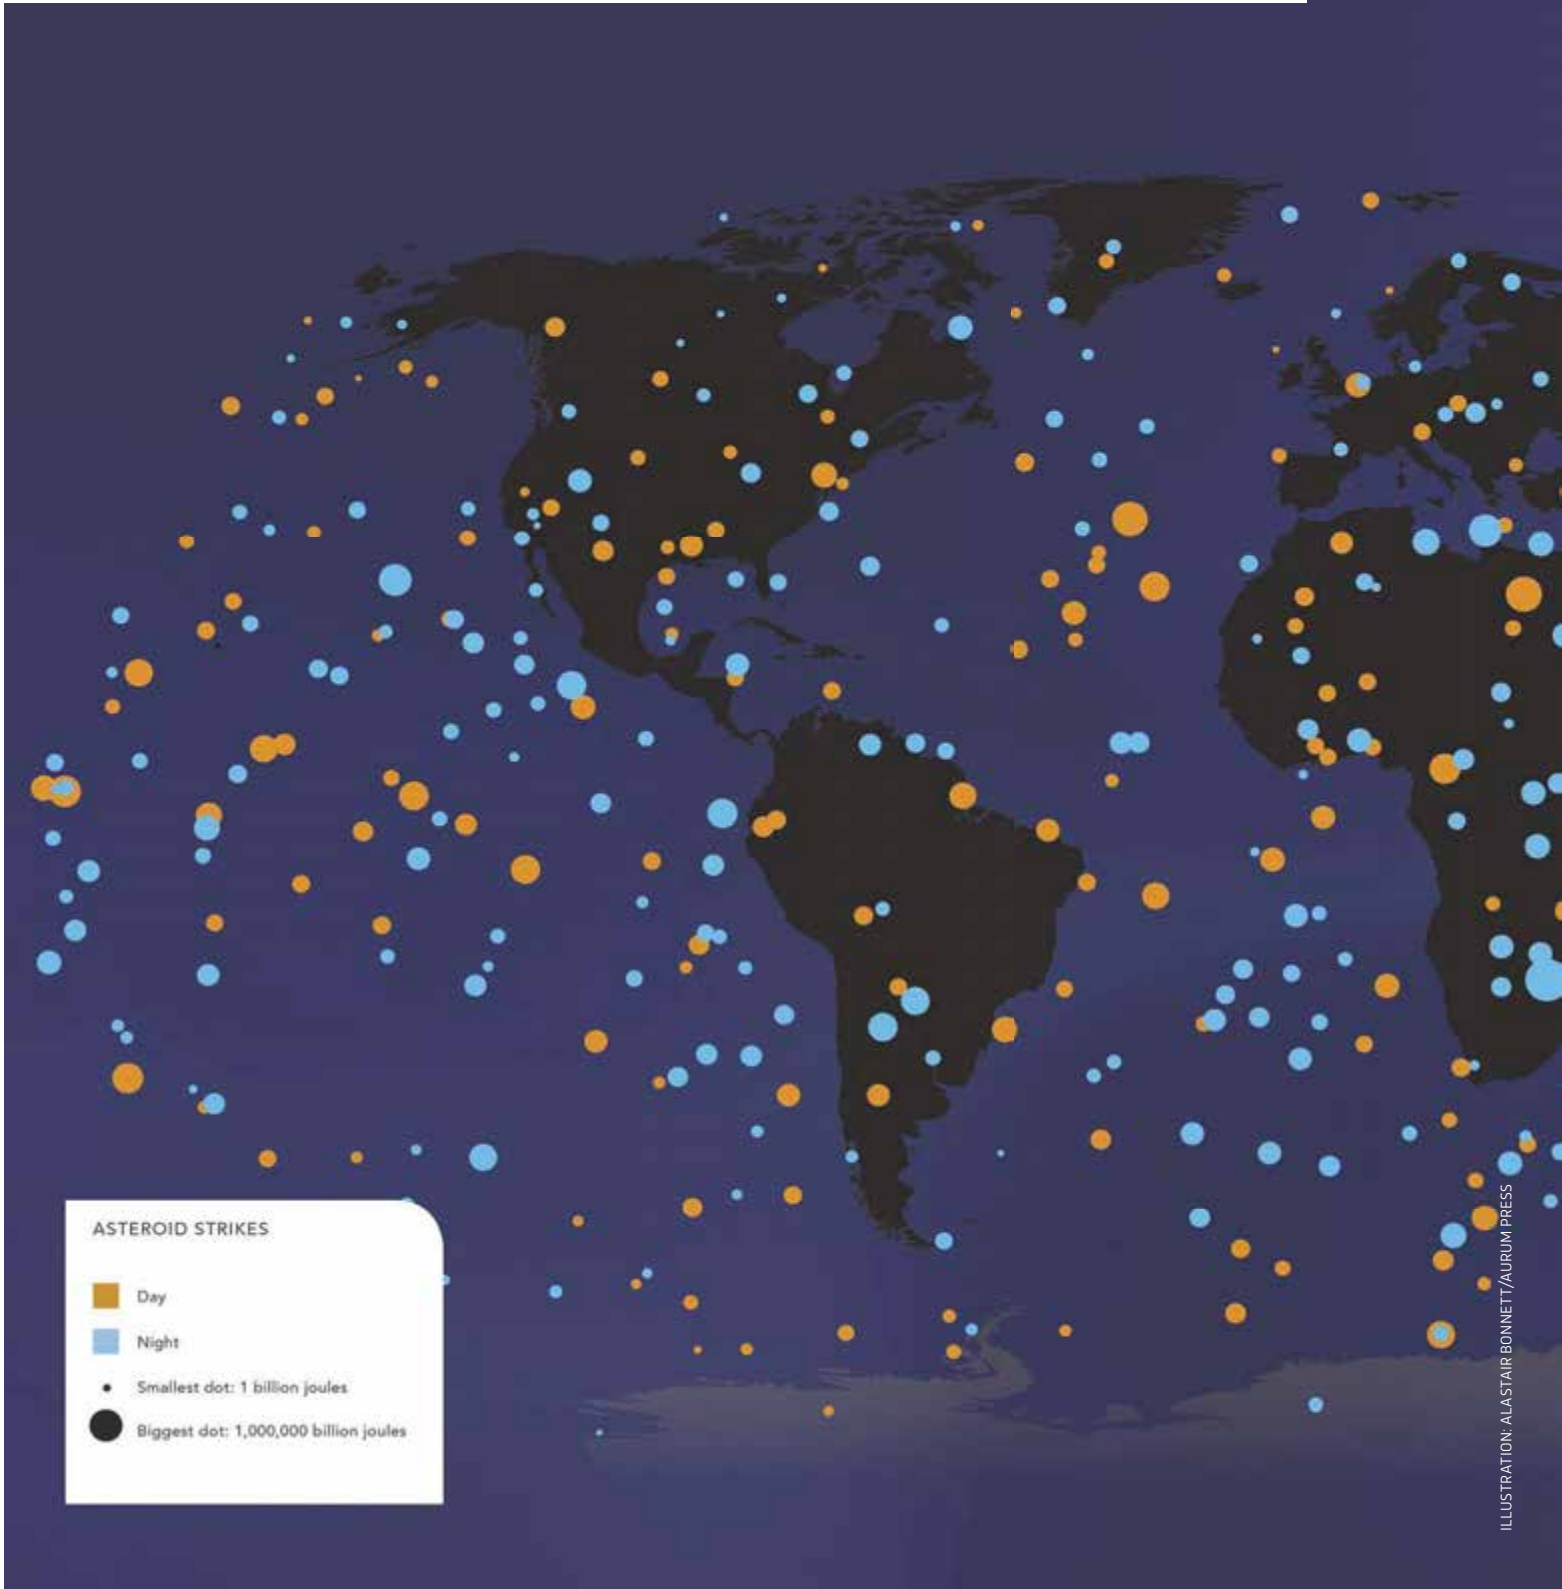 ASTEROID STRIKES
Day
Night
Smallest dot: 1 billion joules
Biggest dot: 1,000,000 billion joules
ILLUSTRATION: ALASTAIR BONNETT/AURUM PRESS